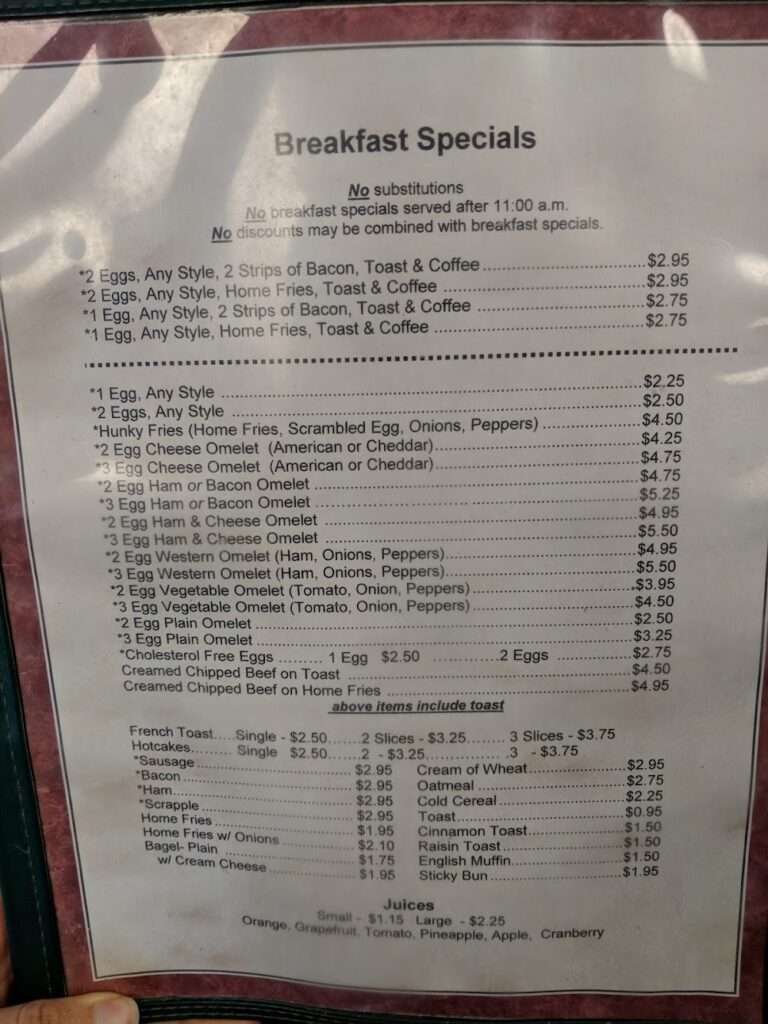 Breakfast Specials
No substitutions
No breakfast specials served after 11:00 a.m.
No discounts may be combined with breakfast specials.
*2 Eggs, Any Style, 2 Strips of Bacon, Toast & Coffee $2.95
*2 Eggs, Any Style, Home Fries, Toast & Coffee $2.95
*1 Egg, Any Style, 2 Strips of Bacon, Toast & Coffee $2.75
*1 Egg, Any Style, Home Fries, Toast & Coffee $2.75
*1 Egg, Any Style $2.25
*2 Eggs, Any Style $2.50
*Hunky Fries (Home Fries, Scrambled Egg, Onions, Peppers) $4.50
*2 Egg Cheese Omelet (American or Cheddar) $4.25
*3 Egg Cheese Omelet (American or Cheddar) $4.75
*2 Egg Ham or Bacon Omelet $4.75
*3 Egg Ham or Bacon Omelet $5.25
*2 Egg Ham & Cheese Omelet $4.95
*3 Egg Ham & Cheese Omelet $5.50
*2 Egg Western Omelet (Ham, Onions, Peppers) $4.95
*3 Egg Western Omelet (Ham, Onions, Peppers) $5.50
*2 Egg Vegetable Omelet (Tomato, Onion, Peppers) $3.95
*3 Egg Vegetable Omelet (Tomato, Onion, Peppers) $4.50
*2 Egg Plain Omelet $2.50
*3 Egg Plain Omelet $3.25
*Cholesterol Free Eggs ......... 1 Egg $2.50 .............2 Eggs ............... $2.75
Creamed Chipped Beef on Toast $4.50
Creamed Chipped Beef on Home Fries $4.95
above items include toast
French Toast.....Single - $2.50.......2 Slices - $3.25....... 3 Slices - $3.75
Hotcakes......... Single $2.50......2 - $3.25.............. .3 - $3.75
*Sausage $2.95 Cream of Wheat $2.95
*Bacon $2.95 Oatmeal $2.75
*Ham $2.95 Cold Cereal $2.25
*Scrapple $2.95 Toast $0.95
Home Fries $1.95 Cinnamon Toast $1.50
Home Fries w/ Onions $2.10 Raisin Toast $1.50
Bagel- Plain $1.75 English Muffin $1.50
w/ Cream Cheese $1.95 Sticky Bun $1.95
Juices
Small - $1.15 Large - $2.25
Orange, Grapefruit, Tomato, Pineapple, Apple, Cranberry